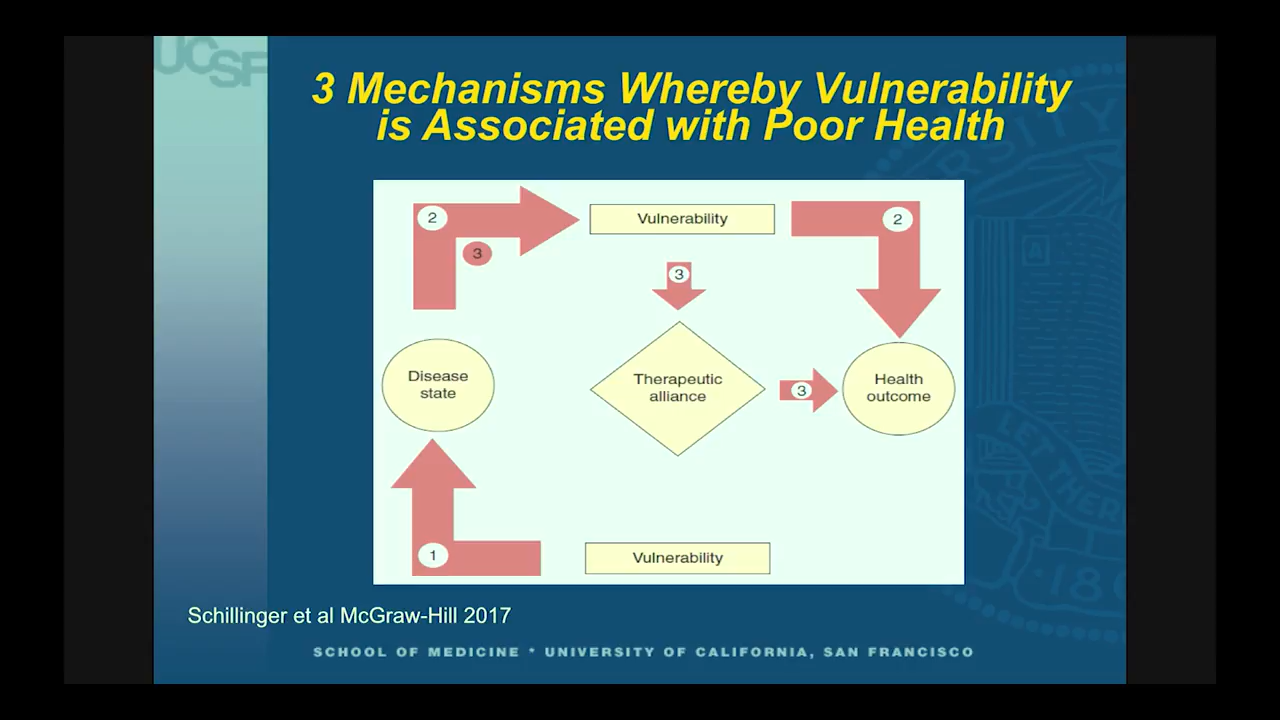 UCSF
3 Mechanisms Whereby Vulnerability
is Associated with Poor Health
2
Vulnerability
2
3
3
Disease
state
Therapeutic
alliance
3
Health
outcome
1
Vulnerability
Schillinger et al McGraw-Hill 2017
SCHOOL OF MEDICINE * UNIVERSITY OF CALIFORNIA, SAN FRANCISCO
LET THERE